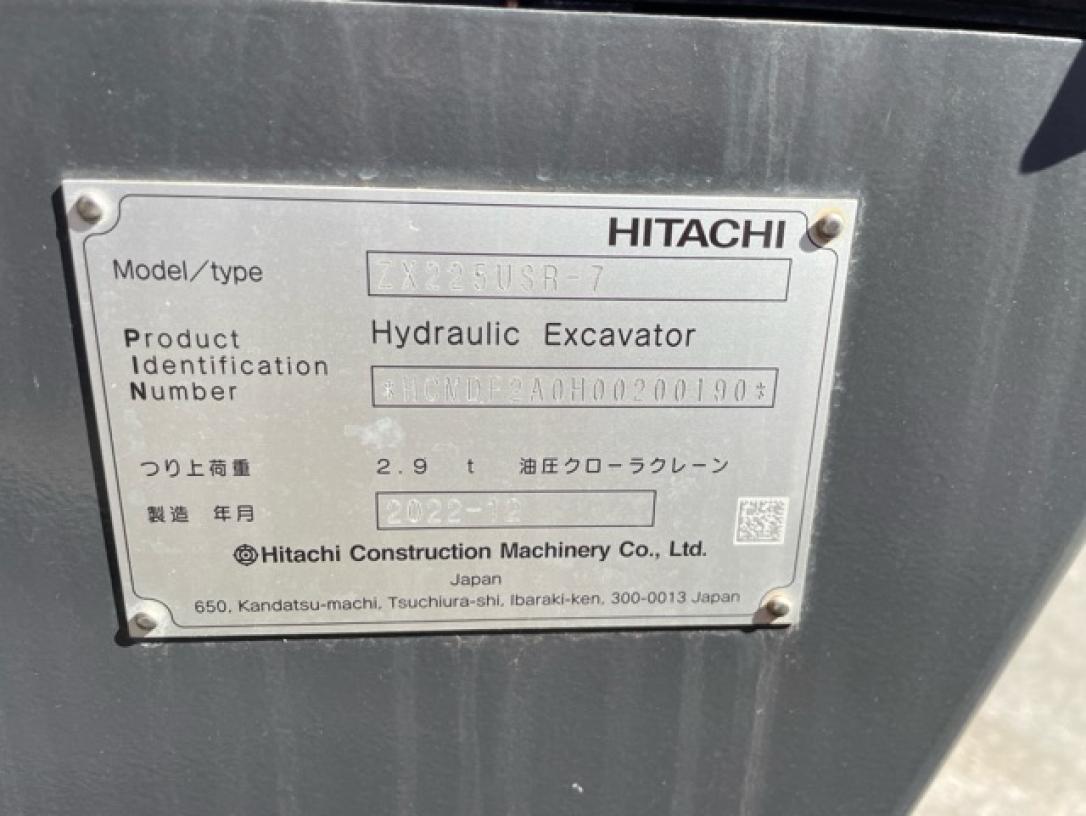 HITACHI
Model/type ZX225USR-7
Hydraulic Excavator
Product
Identification
Number *HCMDF2A0H00200190*
つり上荷重 2.9 t 油圧クローラクレーン
製造 年月 2022-12
Hitachi Construction Machinery Co., Ltd.
Japan
650, Kandatsu-machi, Tsuchiura-shi, Ibaraki-ken, 300-0013 Japan